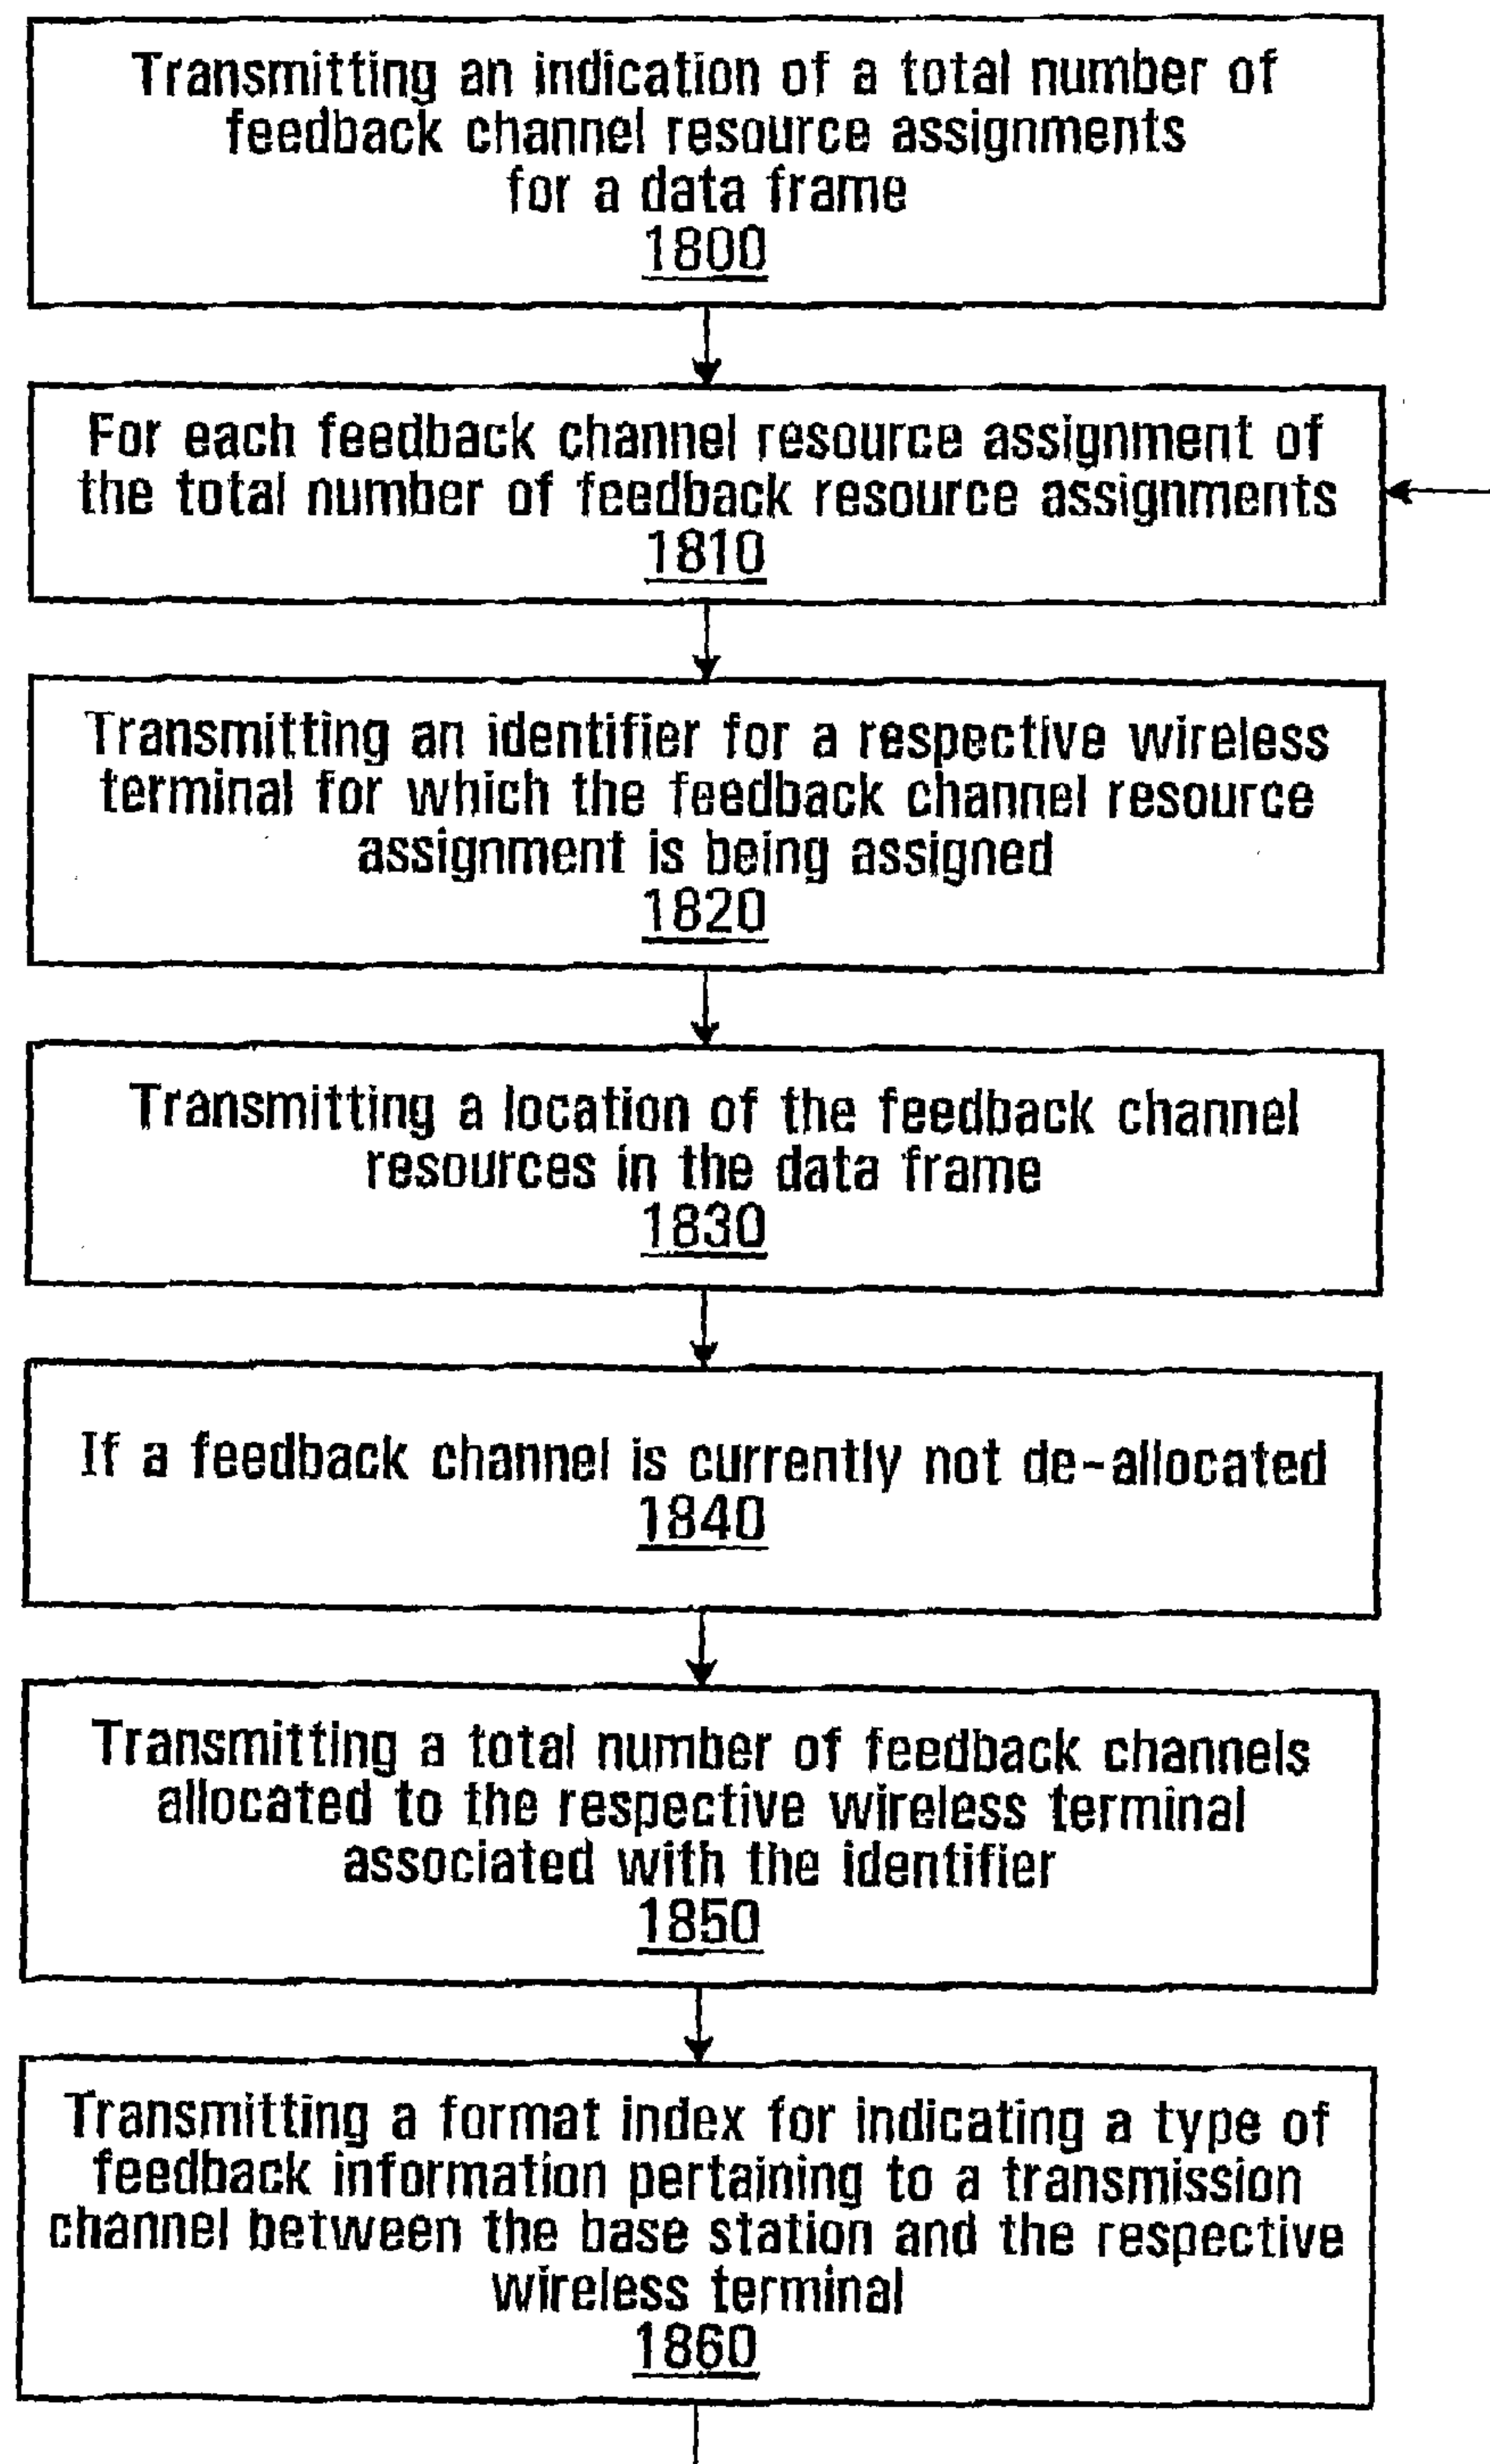 Transmitting an indication of a total number of
feedback channel resource assignments
for a data frame
1800
For each feedback channel resource assignment of
the total number of feedback resource assignments
1810
Transmitting an identifier for a respective wireless
terminal for which the feedback channel resource
assignment is being assigned
1820
Transmitting a location of the feedback channel
resources in the data frame
1830
If a feedback channel is currently not de-allocated
1840
Transmitting a total number of feedback channels
allocated to the respective wireless terminal
associated with the identifier
1850
Transmitting a format index for indicating a type of
feedback information pertaining to a transmission
channel between the base station and the respective
wireless terminal
1860